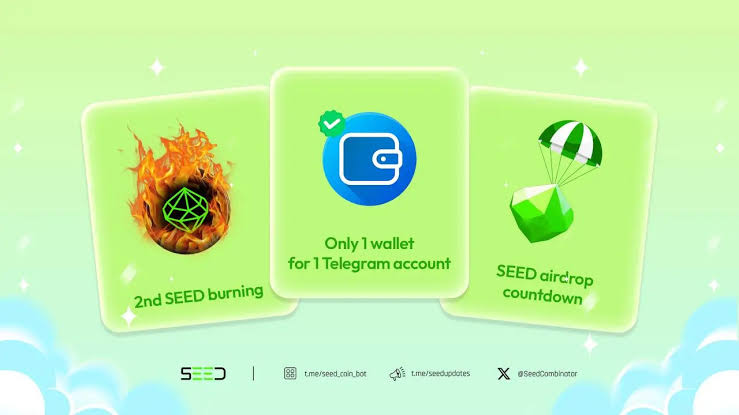 2nd SEED burning
Only 1 wallet
for 1 Telegram account
SEED airdrop
countdown
SEED
t.me/seed_coin_bot
t.me/seedupdates
@SeedCombinator